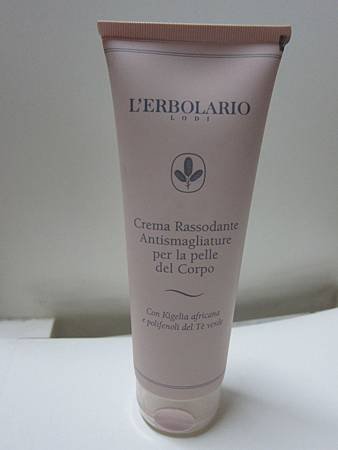 L'ERBOLARIO
LODI
Crema Rassodante
Antismagliature
per la pelle
del Corpo
Con Kigelia africana
e polifenoli del Tè verde